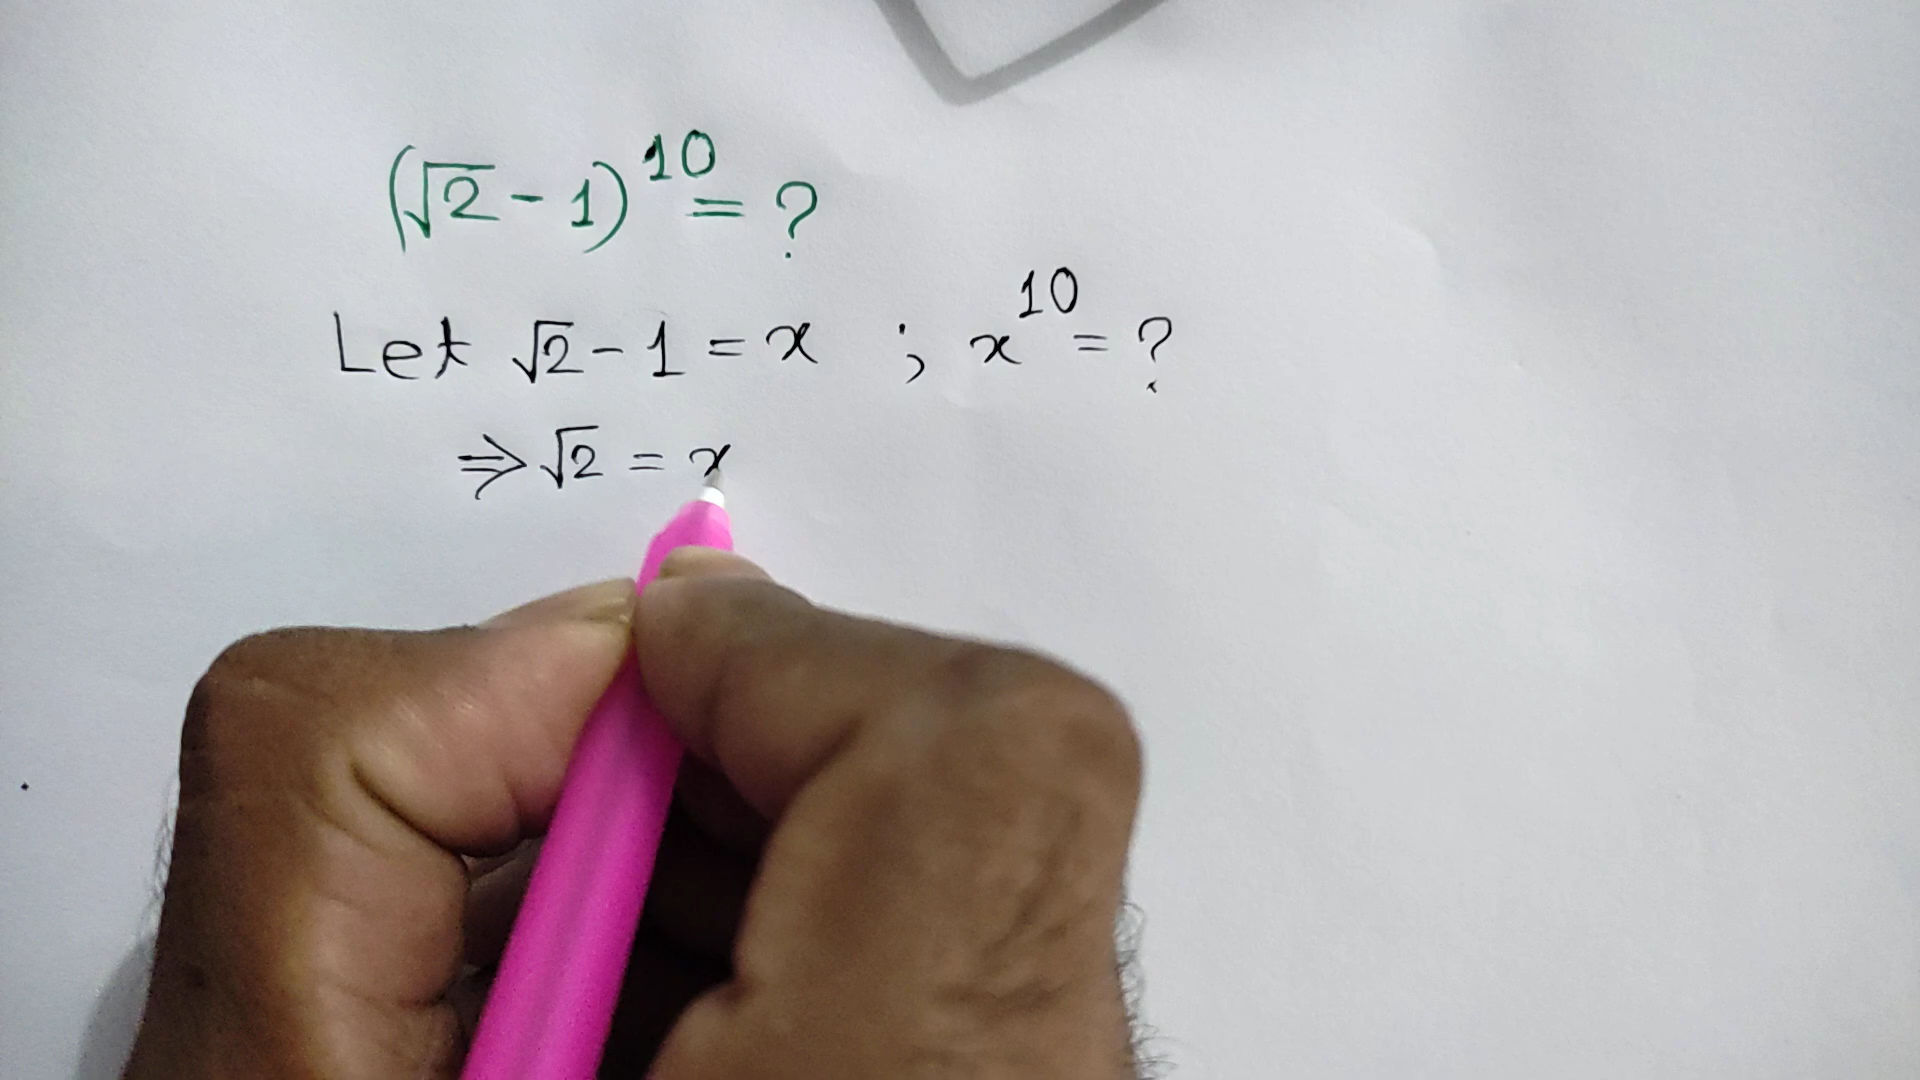 (√2 - 1)^10 = ?
Let √2 - 1 = x ; x^10 = ?
⇒ √2 = x